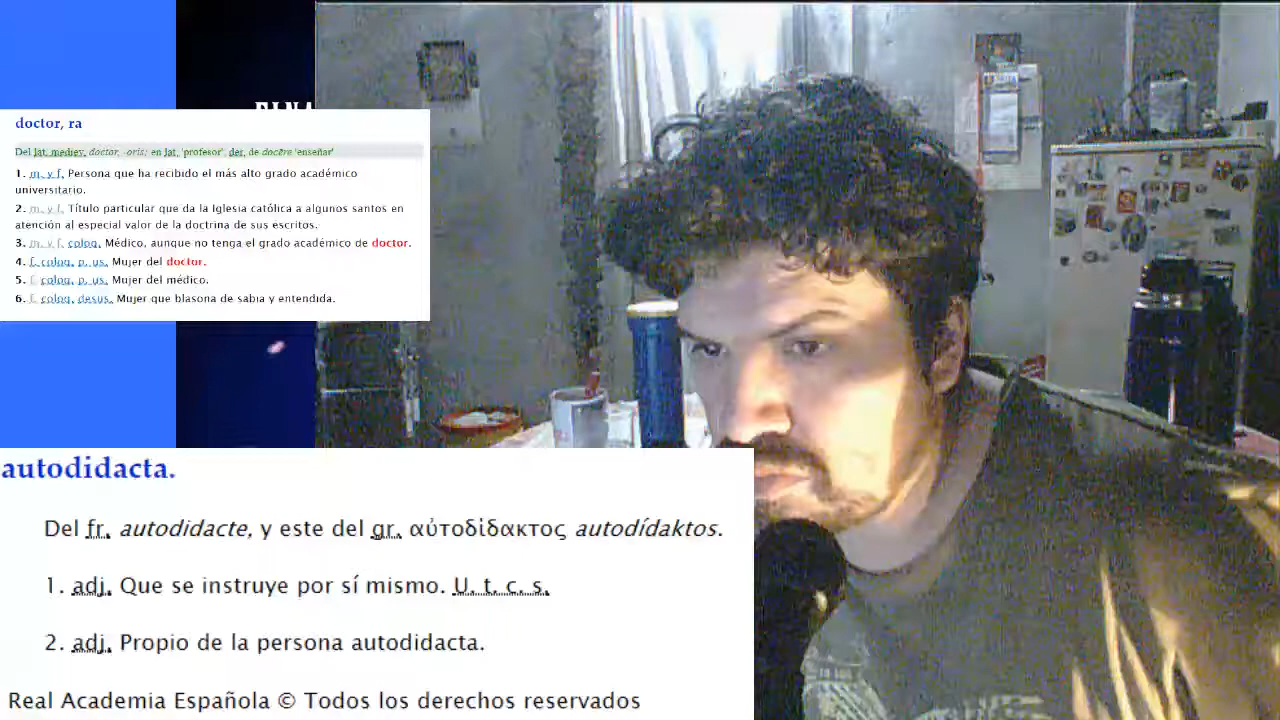 doctor, ra
Del lat. mediev. doctor, -oris; en lat. 'profesor', der. de docēre 'enseñar'
1. m. y f. Persona que ha recibido el más alto grado académico
universitario.
2. m. y f. Título particular que da la Iglesia católica a algunos santos en
atención al especial valor de la doctrina de sus escritos.
3. m. y f. coloq. Médico, aunque no tenga el grado académico de doctor.
4. f. coloq. p. us. Mujer del doctor.
5. f. coloq. p. us. Mujer del médico.
6. f. coloq. desus. Mujer que blasona de sabia y entendida.
autodidacta.
Del fr. autodidacte, y este del gr. αὐτοδίδακτος autodídaktos.
1. adj. Que se instruye por sí mismo. U. t. c. s.
2. adj. Propio de la persona autodidacta.
Real Academia Española © Todos los derechos reservados